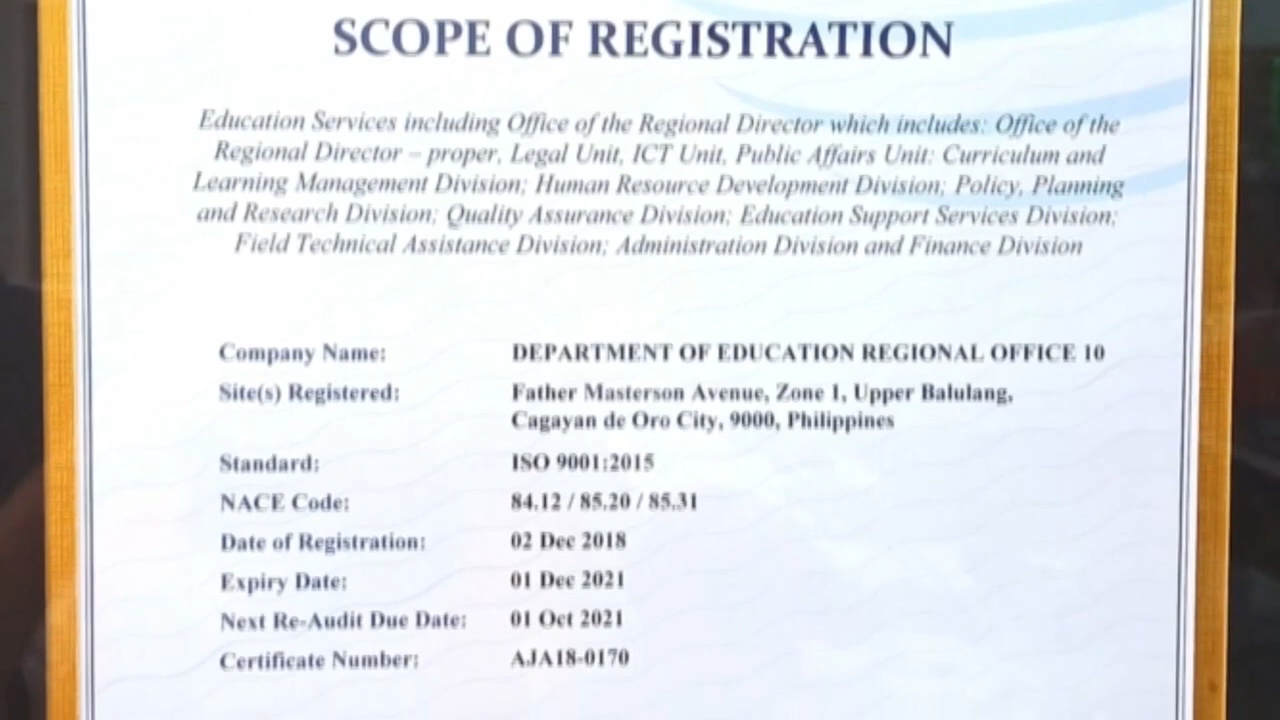 SCOPE OF REGISTRATION
Education Services including Office of the Regional Director which includes: Office of the
Regional Director – proper, Legal Unit, ICT Unit, Public Affairs Unit: Curriculum and
Learning Management Division; Human Resource Development Division; Policy, Planning
and Research Division; Quality Assurance Division; Education Support Services Division;
Field Technical Assistance Division; Administration Division and Finance Division
Company Name: DEPARTMENT OF EDUCATION REGIONAL OFFICE 10
Site(s) Registered: Father Masterson Avenue, Zone 1, Upper Balulang,
Cagayan de Oro City, 9000, Philippines
Standard: ISO 9001:2015
NACE Code: 84.12 / 85.20 / 85.31
Date of Registration: 02 Dec 2018
Expiry Date: 01 Dec 2021
Next Re-Audit Due Date: 01 Oct 2021
Certificate Number: AJA18-0170